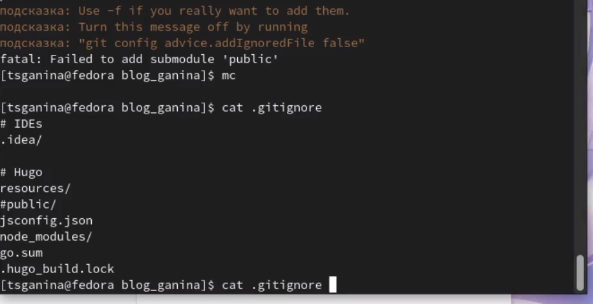 подсказка: Use -f if you really want to add them.
подсказка: Turn this message off by running
подсказка: "git config advice.addIgnoredFile false"
fatal: Failed to add submodule 'public'
[tsganina@fedora blog_ganina]$ mc
[tsganina@fedora blog_ganina]$ cat .gitignore
# IDEs
.idea/
# Hugo
resources/
#public/
jsconfig.json
node_modules/
go.sum
.hugo_build.lock
[tsganina@fedora blog_ganina]$ cat .gitignore